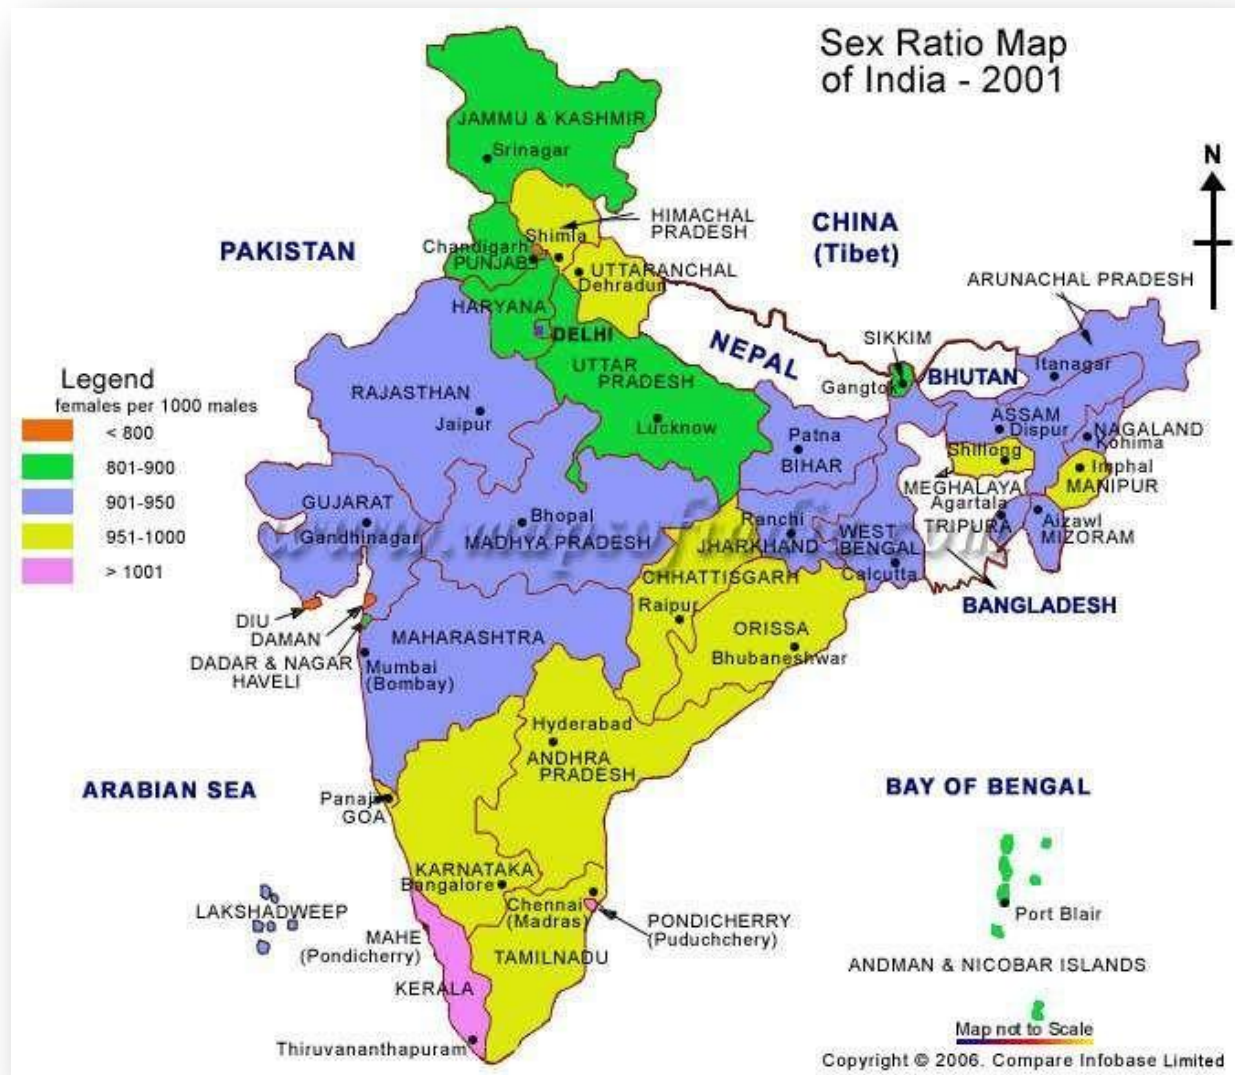 Sex Ratio Map
of India - 2001
N
JAMMU & KASHMIR
Srinagar
HIMACHAL
PRADESH
CHINA
(Tibet)
PAKISTAN
Shimla
Chandigarh
PUNJAB
UTTARANCHAL
Dehradun
ARUNACHAL PRADESH
HARYANA
DELHI
NEPAL
SIKKIM
UTTAR
PRADESH
Gangtok
BHUTAN
Itanagar
Legend
females per 1000 males
< 800
801-900
901-950
951-1000
> 1001
RAJASTHAN
Jaipur
Lucknow
Patna
BIHAR
ASSAM
Dispur
NAGALAND
Kohima
Shillogg
Imphal
MANIPUR
MEGHALAYA
Agartala
TRIPURA
Aizawl
MIZORAM
GUJARAT
Gandhinagar
Bhopal
MADHYA PRADESH
Ranchi
JHARKHAND
WEST
BENGAL
Calcutta
CHHATTISGARH
Raipur
BANGLADESH
DIU
DAMAN
DADAR & NAGAR
HAVELI
MAHARASHTRA
Mumbai
(Bombay)
ORISSA
Bhubaneshwar
Hyderabad
ANDHRA
PRADESH
ARABIAN SEA
BAY OF BENGAL
Panaji
GOA
KARNATAKA
Bangalore
Chennai
(Madras)
PONDICHERRY
(Puduchchery)
LAKSHADWEEP
MAHE
(Pondicherry)
TAMILNADU
KERALA
Thiruvananthapuram
Port Blair
ANDMAN & NICOBAR ISLANDS
Map not to Scale
Copyright © 2006. Compare Infobase Limited